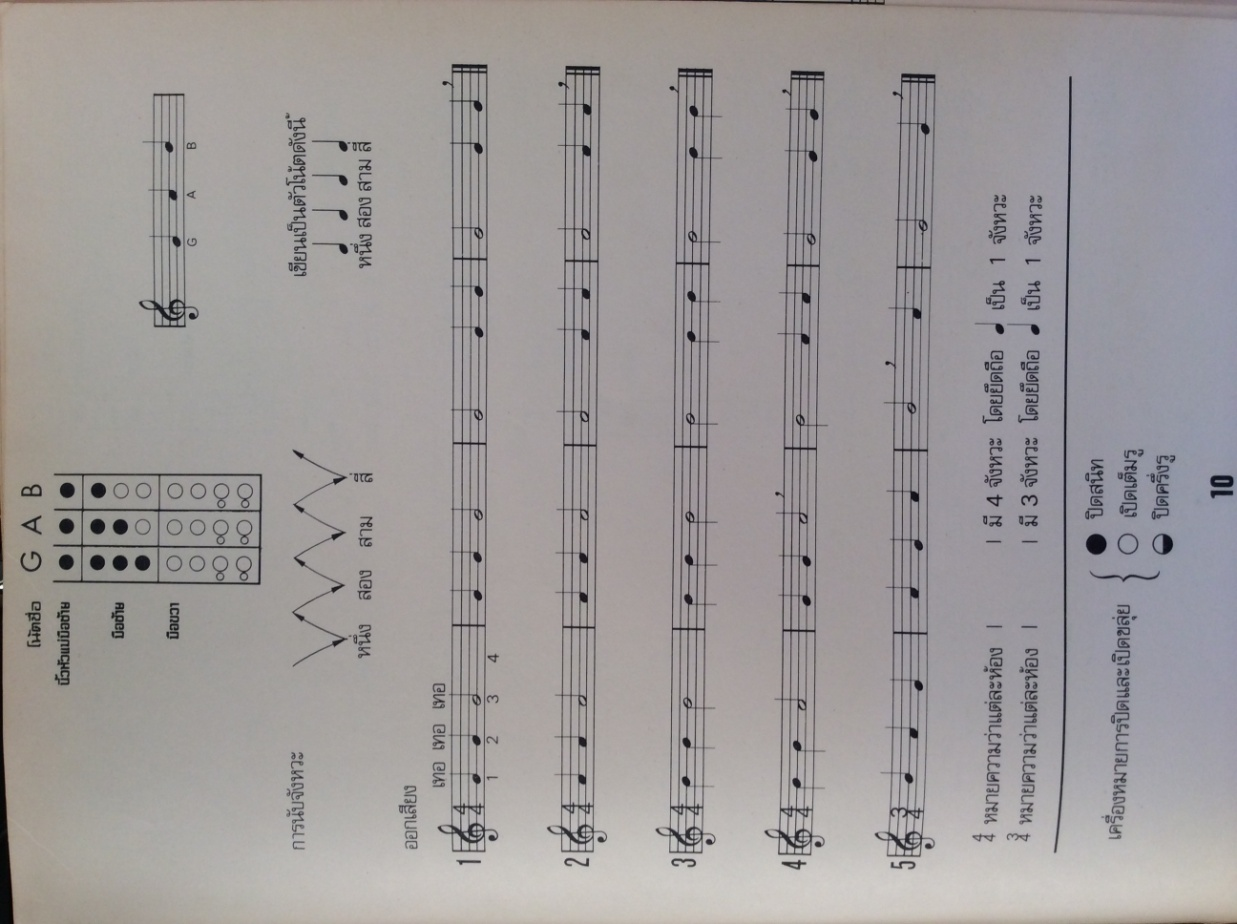 โน้ตชื่อ G A B
นิ้วหัวแม่มือซ้าย
มือซ้าย
มือขวา
G A B
การนับจังหวะ
หนึ่ง สอง สาม สี่
เขียนเป็นตัวโน้ตดังนี้
หนึ่ง สอง สาม สี่
ออกเสียง
เทอ เทอ เทอ
1 4 4
1 2 3 4
2 4 4
3 4 4
4 4 4
5 3 4
4 4 หมายความว่าแต่ละห้อง | | มี 4 จังหวะ โดยยึดถือ ♩ เป็น 1 จังหวะ
3 4 หมายความว่าแต่ละห้อง | | มี 3 จังหวะ โดยยึดถือ ♩ เป็น 1 จังหวะ
เครื่องหมายการปิดและเปิดขลุ่ย
ปิดสนิท
เปิดเต็มรู
ปิดครึ่งรู
10